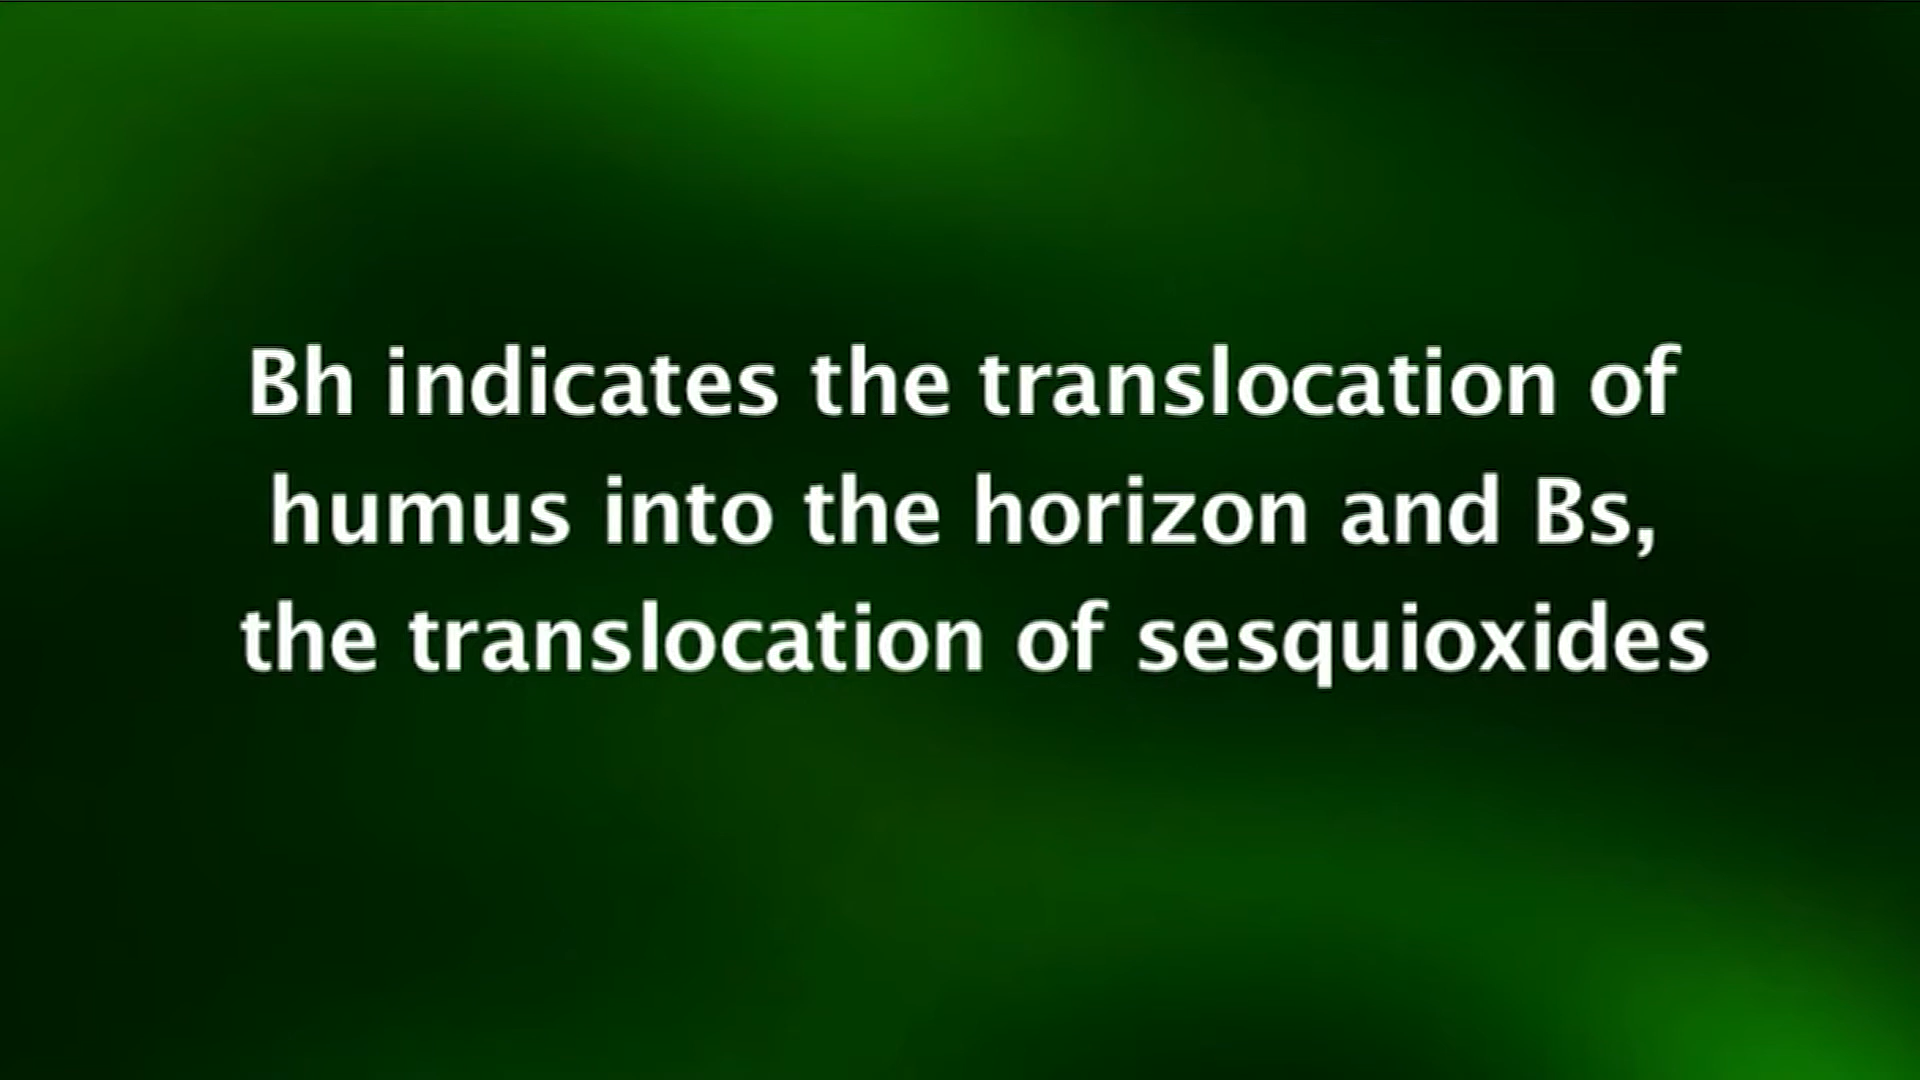 Bh indicates the translocation of
humus into the horizon and Bs,
the translocation of sesquioxides